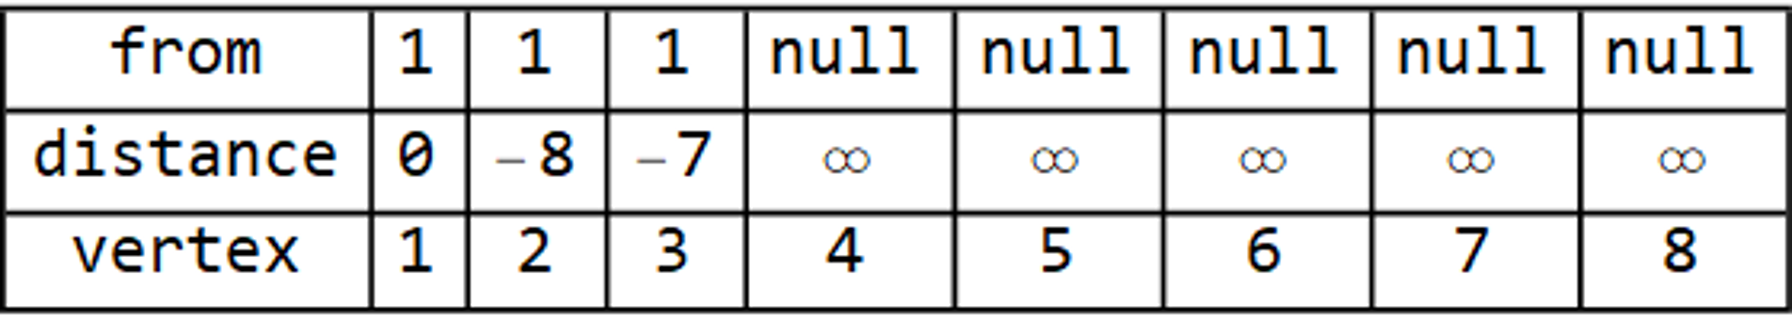 from 1 1 1 null null null null null
distance 0 −8 −7 ∞ ∞ ∞ ∞ ∞
vertex 1 2 3 4 5 6 7 8